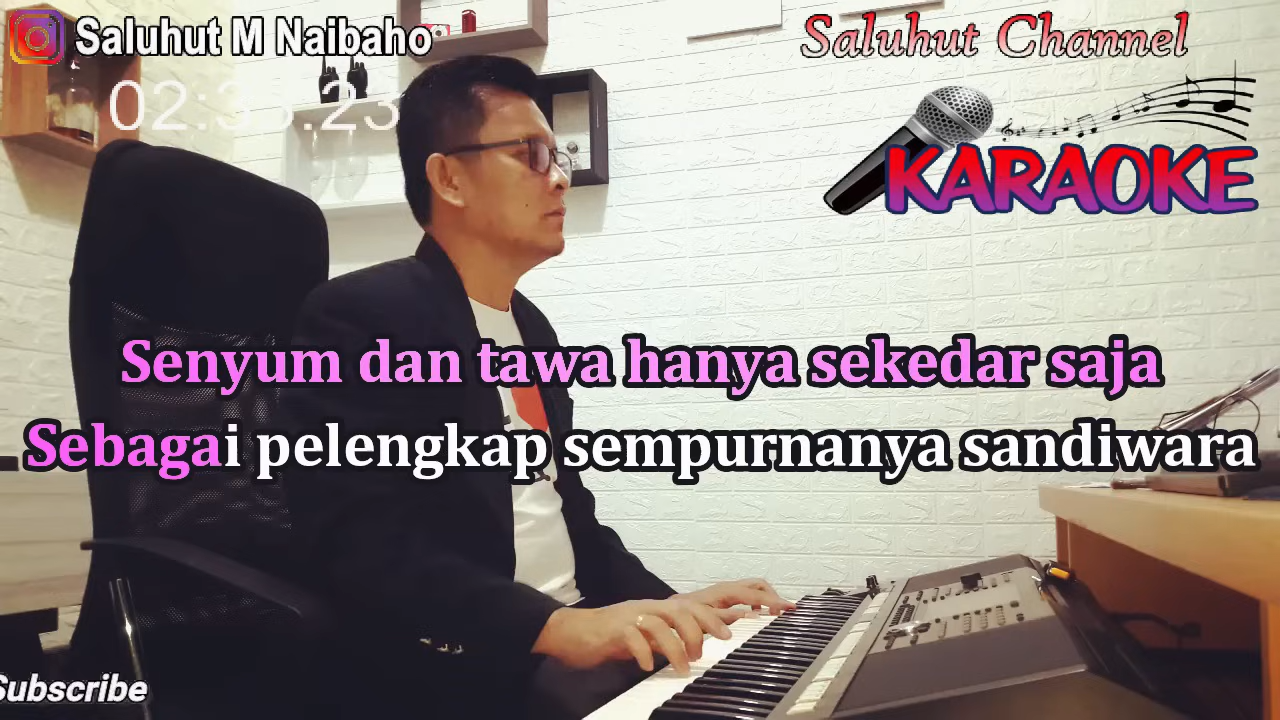 Saluhut M Naibaho
Saluhut Channel
KARAOKE
Senyum dan tawa hanya sekedar saja
Sebagai pelengkap sempurnanya sandiwara
Subscribe